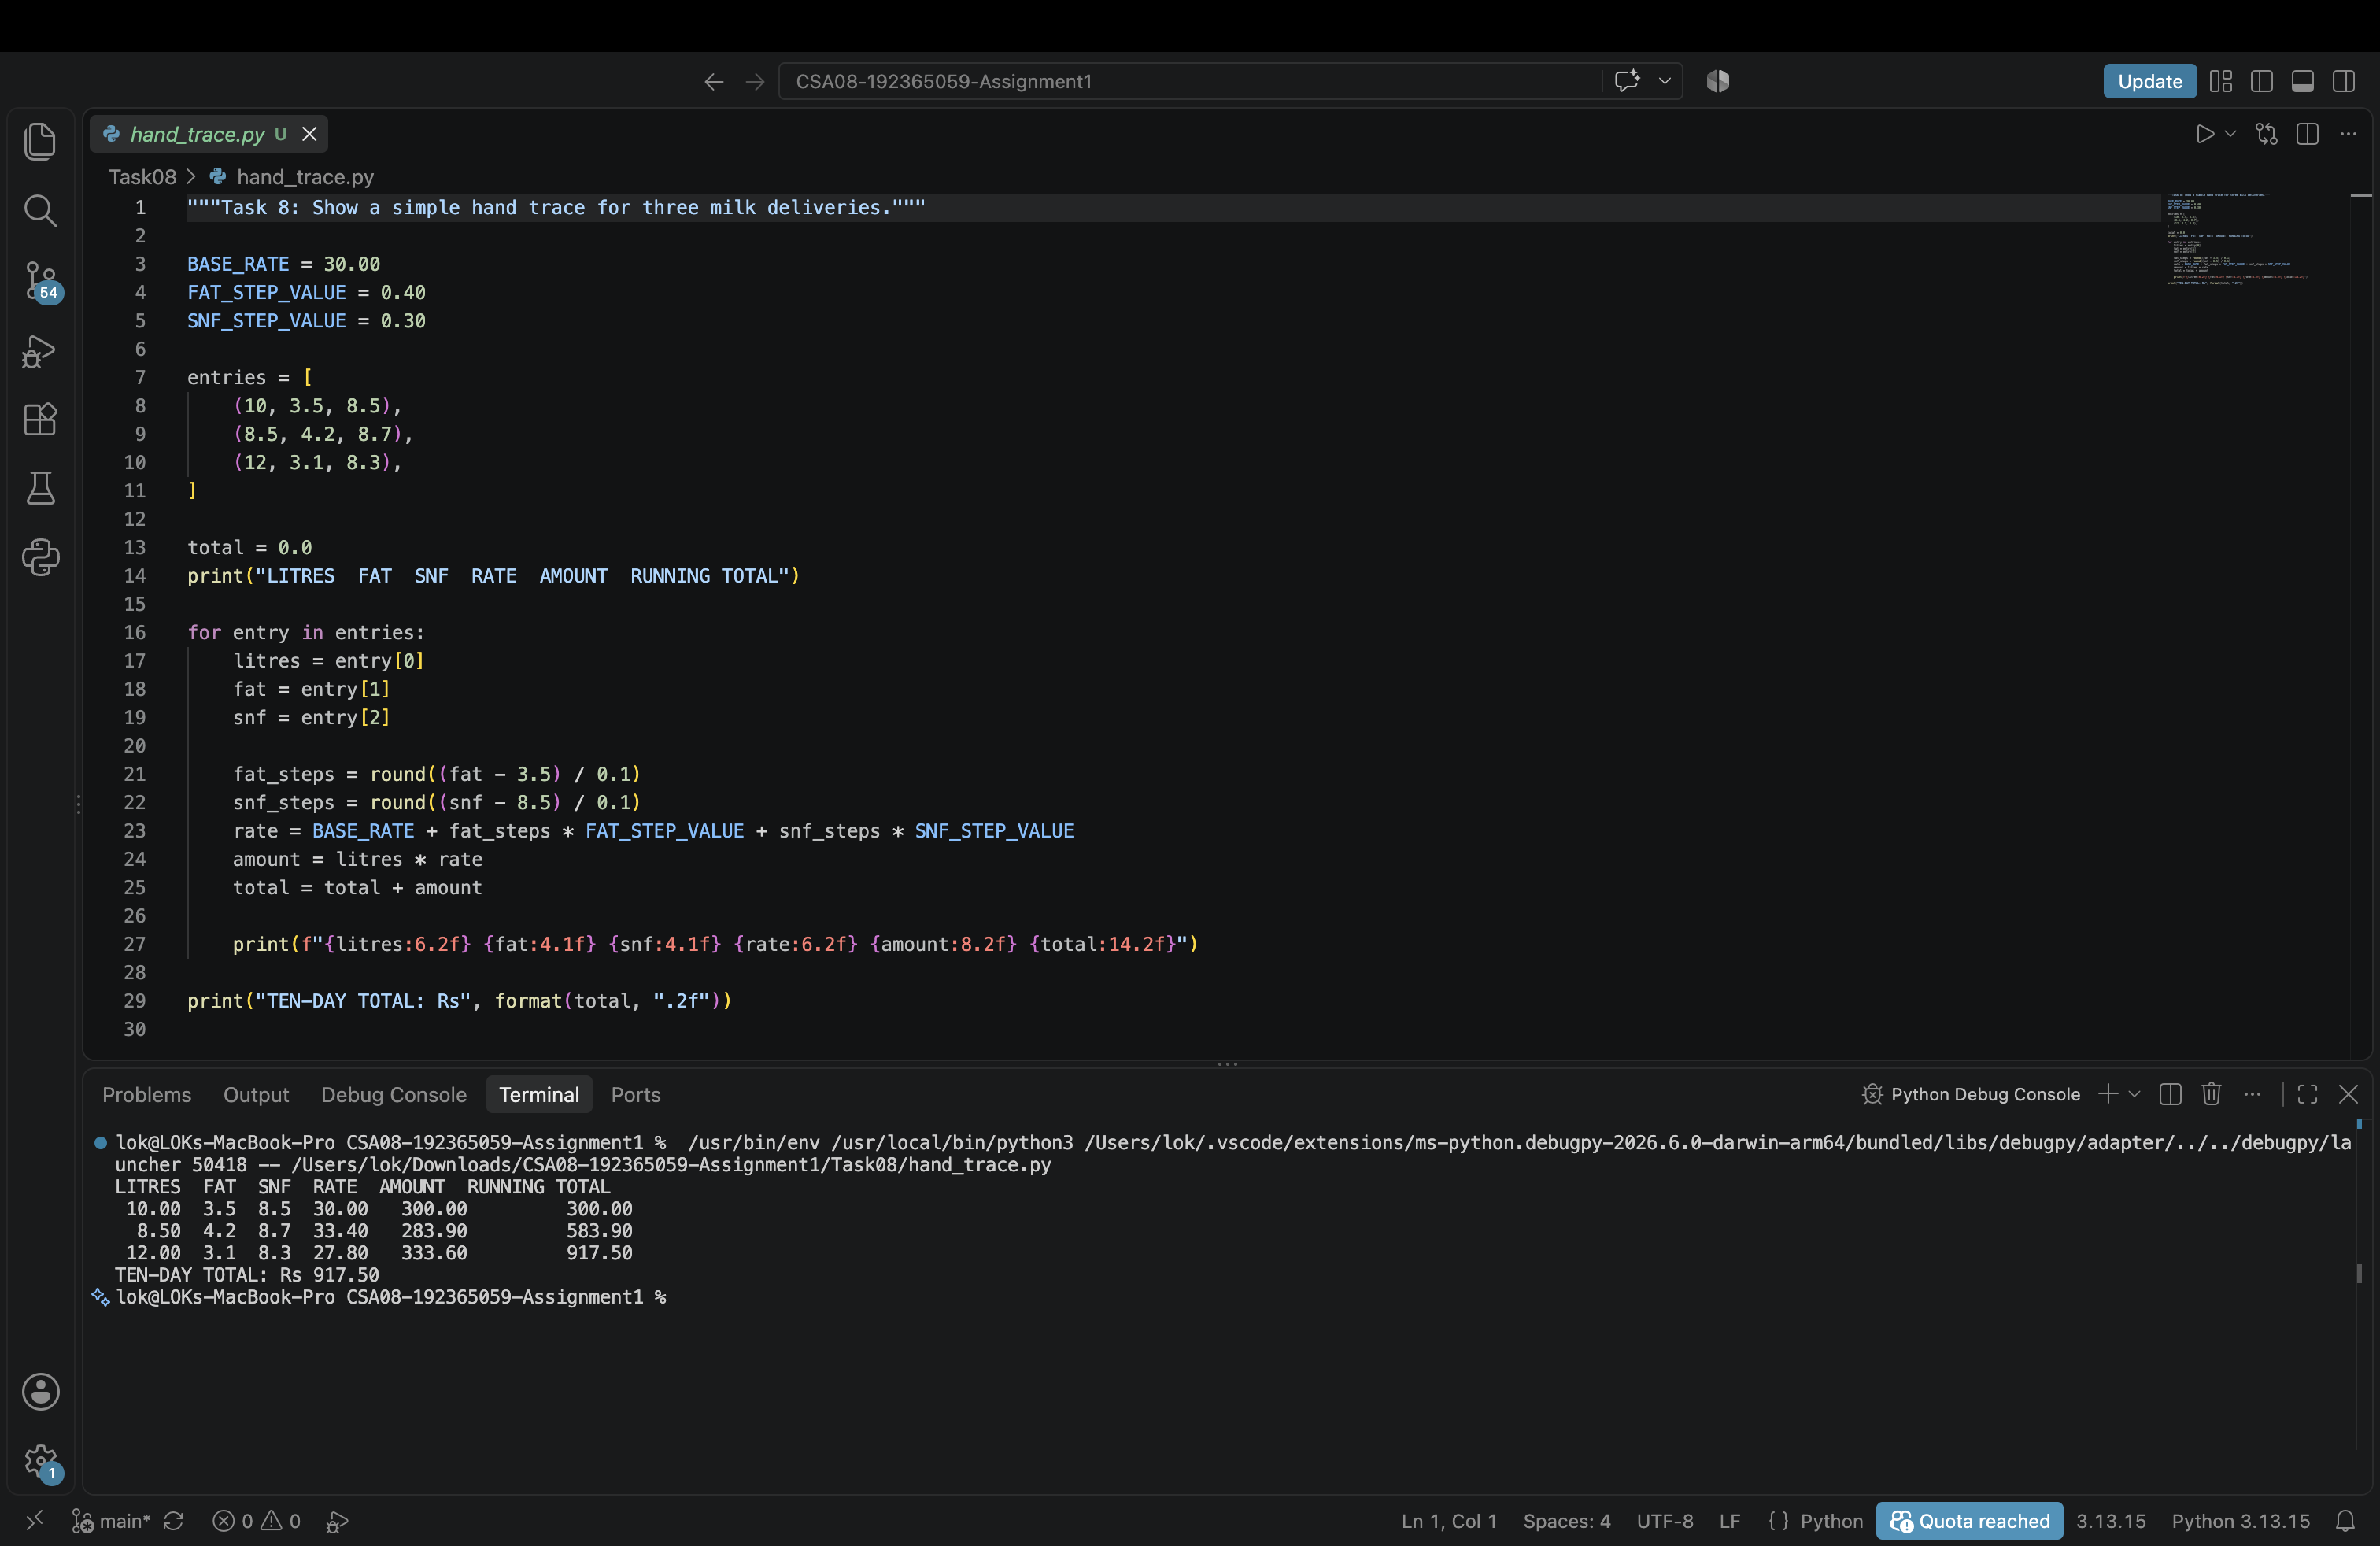 CSA08-192365059-Assignment1
Update
hand_trace.py U
Task08 > hand_trace.py
1 """Task 8: Show a simple hand trace for three milk deliveries."""
2
3 BASE_RATE = 30.00
4 FAT_STEP_VALUE = 0.40
5 SNF_STEP_VALUE = 0.30
6
7 entries = [
8     (10, 3.5, 8.5),
9     (8.5, 4.2, 8.7),
10     (12, 3.1, 8.3),
11 ]
12
13 total = 0.0
14 print("LITRES  FAT  SNF  RATE  AMOUNT  RUNNING TOTAL")
15
16 for entry in entries:
17     litres = entry[0]
18     fat = entry[1]
19     snf = entry[2]
20
21     fat_steps = round((fat - 3.5) / 0.1)
22     snf_steps = round((snf - 8.5) / 0.1)
23     rate = BASE_RATE + fat_steps * FAT_STEP_VALUE + snf_steps * SNF_STEP_VALUE
24     amount = litres * rate
25     total = total + amount
26
27     print(f"{litres:6.2f} {fat:4.1f} {snf:4.1f} {rate:6.2f} {amount:8.2f} {total:14.2f}")
28
29 print("TEN-DAY TOTAL: Rs", format(total, ".2f"))
30
54
1
Problems Output Debug Console Terminal Ports
Python Debug Console
lok@LOKs-MacBook-Pro CSA08-192365059-Assignment1 %  /usr/bin/env /usr/local/bin/python3 /Users/lok/.vscode/extensions/ms-python.debugpy-2026.6.0-darwin-arm64/bundled/libs/debugpy/adapter/../../debugpy/la
uncher 50418 -- /Users/lok/Downloads/CSA08-192365059-Assignment1/Task08/hand_trace.py
LITRES  FAT  SNF  RATE  AMOUNT  RUNNING TOTAL
 10.00  3.5  8.5  30.00   300.00         300.00
  8.50  4.2  8.7  33.40   283.90         583.90
 12.00  3.1  8.3  27.80   333.60         917.50
TEN-DAY TOTAL: Rs 917.50
lok@LOKs-MacBook-Pro CSA08-192365059-Assignment1 %
main* 0 0 Ln 1, Col 1 Spaces: 4 UTF-8 LF {} Python Quota reached 3.13.15 Python 3.13.15